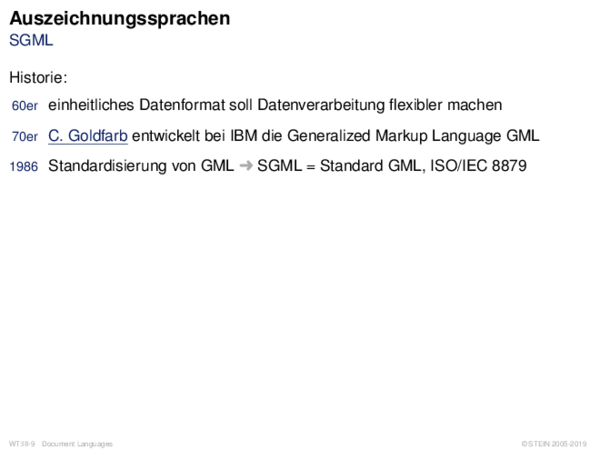 Auszeichnungssprachen
SGML
Historie:
60er einheitliches Datenformat soll Datenverarbeitung flexibler machen
70er C. Goldfarb entwickelt bei IBM die Generalized Markup Language GML
1986 Standardisierung von GML ➜ SGML = Standard GML, ISO/IEC 8879
WT:II-9 Document Languages
© STEIN 2005-2019